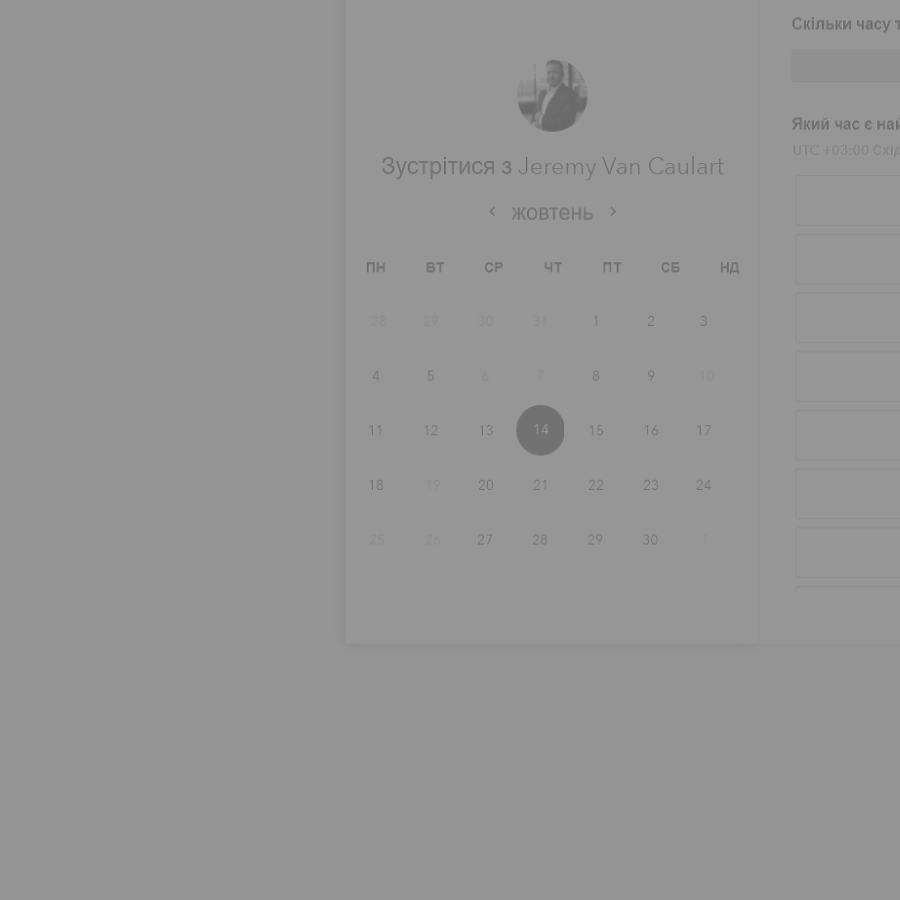 Скільки часу
Який час є
UTC +03:00
Зустрітися з Jeremy Van Caulart
‹ жовтень ›
ПН ВТ СР ЧТ ПТ СБ НД
28 29 30 31 1 2 3
4 5 6 7 8 9 10
11 12 13 14 15 16 17
18 19 20 21 22 23 24
25 26 27 28 29 30 1